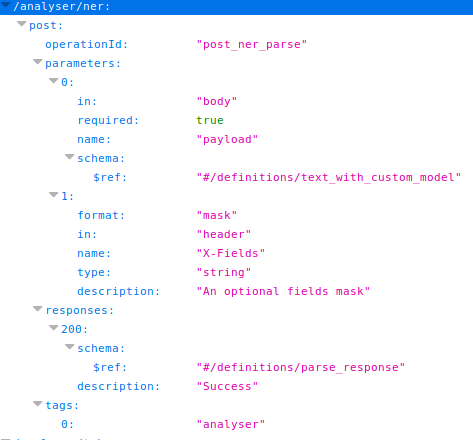 /analyser/ner:
post:
operationId: "post_ner_parse"
parameters:
0:
in: "body"
required: true
name: "payload"
schema:
$ref: "#/definitions/text_with_custom_model"
1:
format: "mask"
in: "header"
name: "X-Fields"
type: "string"
description: "An optional fields mask"
responses:
200:
schema:
$ref: "#/definitions/parse_response"
description: "Success"
tags:
0: "analyser"